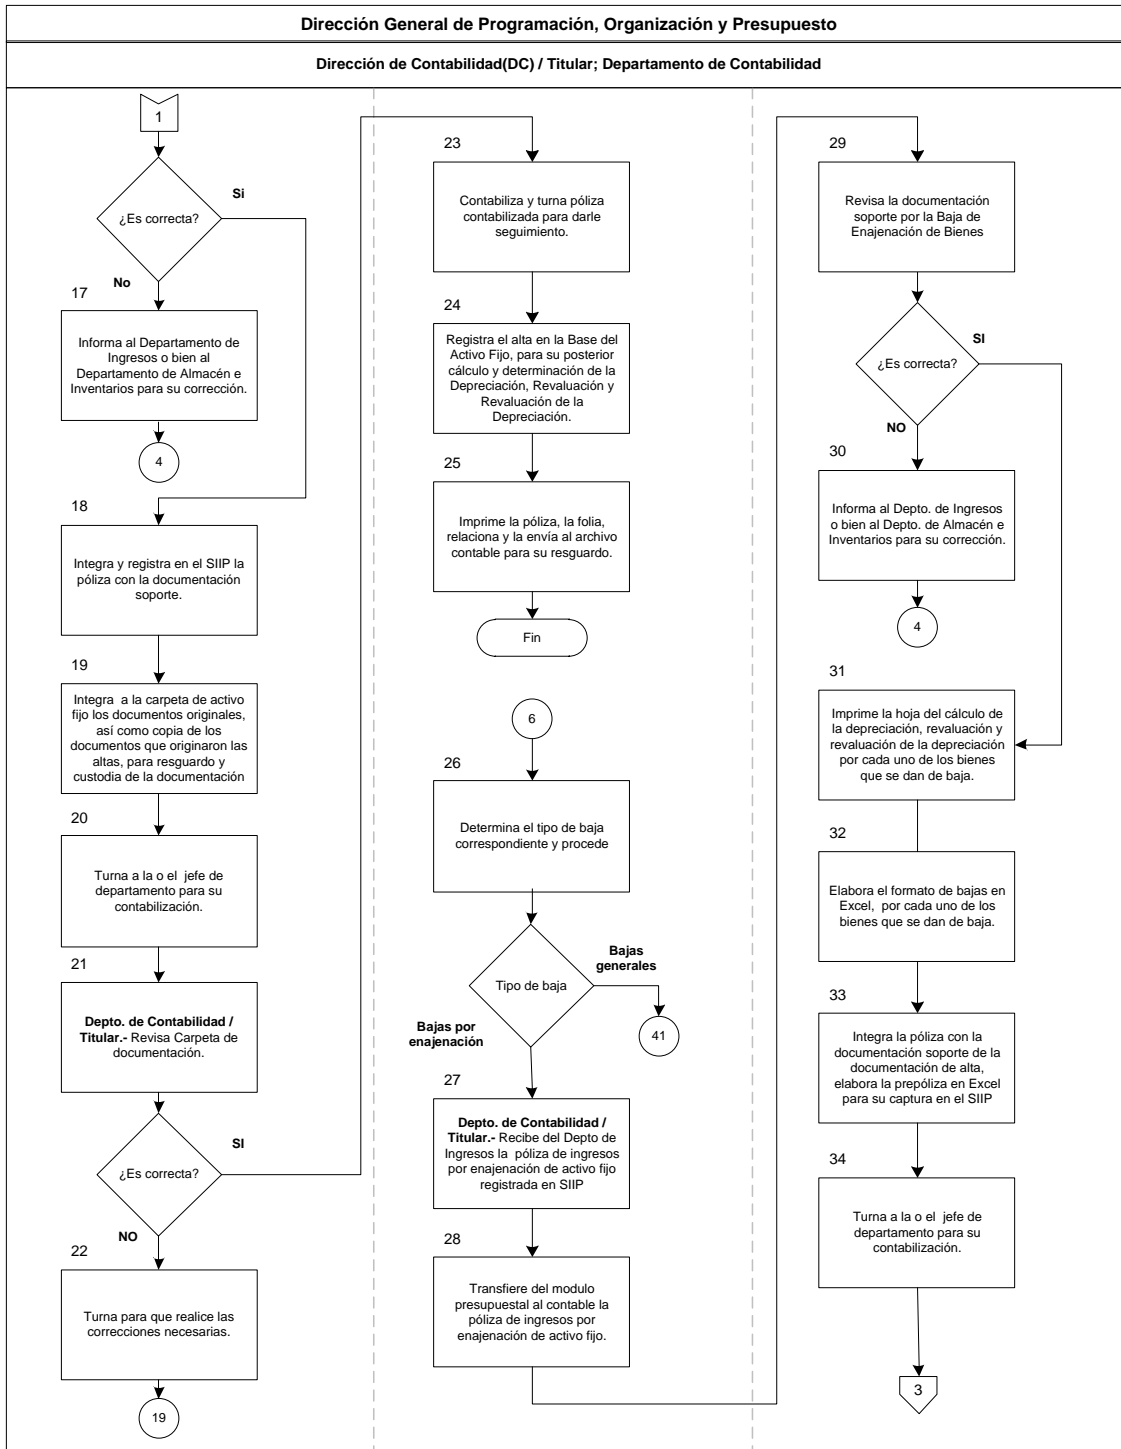 Dirección General de Programación, Organización y Presupuesto
Dirección de Contabilidad(DC) / Titular; Departamento de Contabilidad
1
¿Es correcta?
Si
No
17
Informa al Departamento de
Ingresos o bien al
Departamento de Almacén e
Inventarios para su corrección.
4
18
Integra y registra en el SIIP la
póliza con la documentación
soporte.
19
Integra a la carpeta de activo
fijo los documentos originales,
así como copia de los
documentos que originaron las
altas, para resguardo y
custodia de la documentación
20
Turna a la o el jefe de
departamento para su
contabilización.
21
Depto. de Contabilidad /
Titular.- Revisa Carpeta de
documentación.
SI
¿Es correcta?
NO
22
Turna para que realice las
correcciones necesarias.
19
23
Contabiliza y turna póliza
contabilizada para darle
seguimiento.
24
Registra el alta en la Base del
Activo Fijo, para su posterior
cálculo y determinación de la
Depreciación, Revaluación y
Revaluación de la
Depreciación.
25
Imprime la póliza, la folia,
relaciona y la envía al archivo
contable para su resguardo.
Fin
6
26
Determina el tipo de baja
correspondiente y procede
Tipo de baja
Bajas
generales
41
Bajas por
enajenación
27
Depto. de Contabilidad /
Titular.- Recibe del Depto de
Ingresos la póliza de ingresos
por enajenación de activo fijo
registrada en SIIP
28
Transfiere del modulo
presupuestal al contable la
póliza de ingresos por
enajenación de activo fijo.
29
Revisa la documentación
soporte por la Baja de
Enajenación de Bienes
SI
¿Es correcta?
NO
30
Informa al Depto. de Ingresos
o bien al Depto. de Almacén e
Inventarios para su corrección.
4
31
Imprime la hoja del cálculo de
la depreciación, revaluación y
revaluación de la depreciación
por cada uno de los bienes
que se dan de baja.
32
Elabora el formato de bajas en
Excel, por cada uno de los
bienes que se dan de baja.
33
Integra la póliza con la
documentación soporte de la
documentación de alta,
elabora la prepóliza en Excel
para su captura en el SIIP
34
Turna a la o el jefe de
departamento para su
contabilización.
3